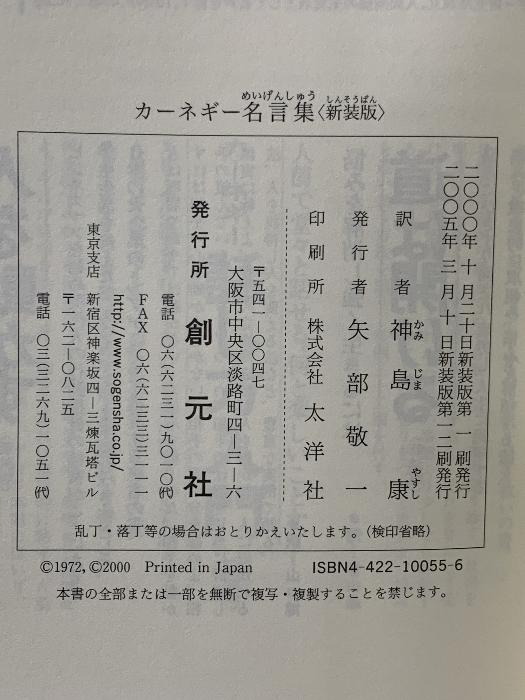 カーネギー名言集〈新装版〉
めいげんしゅう
しんそうばん
二〇〇〇年 十 月二十日新装版第 一 刷発行
二〇〇五年 三 月 十 日新装版第一二刷発行
訳 者 神島 康
かみ じま やすし
発行者 矢部敬一
印刷所 株式会社 太洋社
〒五四一―〇〇四七
大阪市中央区淡路町四―三―六
発行所 創元社
電話 〇六(六二三一)九〇一〇㈹
FAX 〇六(六二三三)三一一一
http://www.sogensha.co.jp/
東京支店 新宿区神楽坂四―三煉瓦塔ビル
〒一六二―〇八二五
電話 〇三(三二六九)一〇五一㈹
乱丁・落丁等の場合はおとりかえいたします。(検印省略)
©1972, ©2000 Printed in Japan ISBN4-422-10055-6
本書の全部または一部を無断で複写・複製することを禁じます。